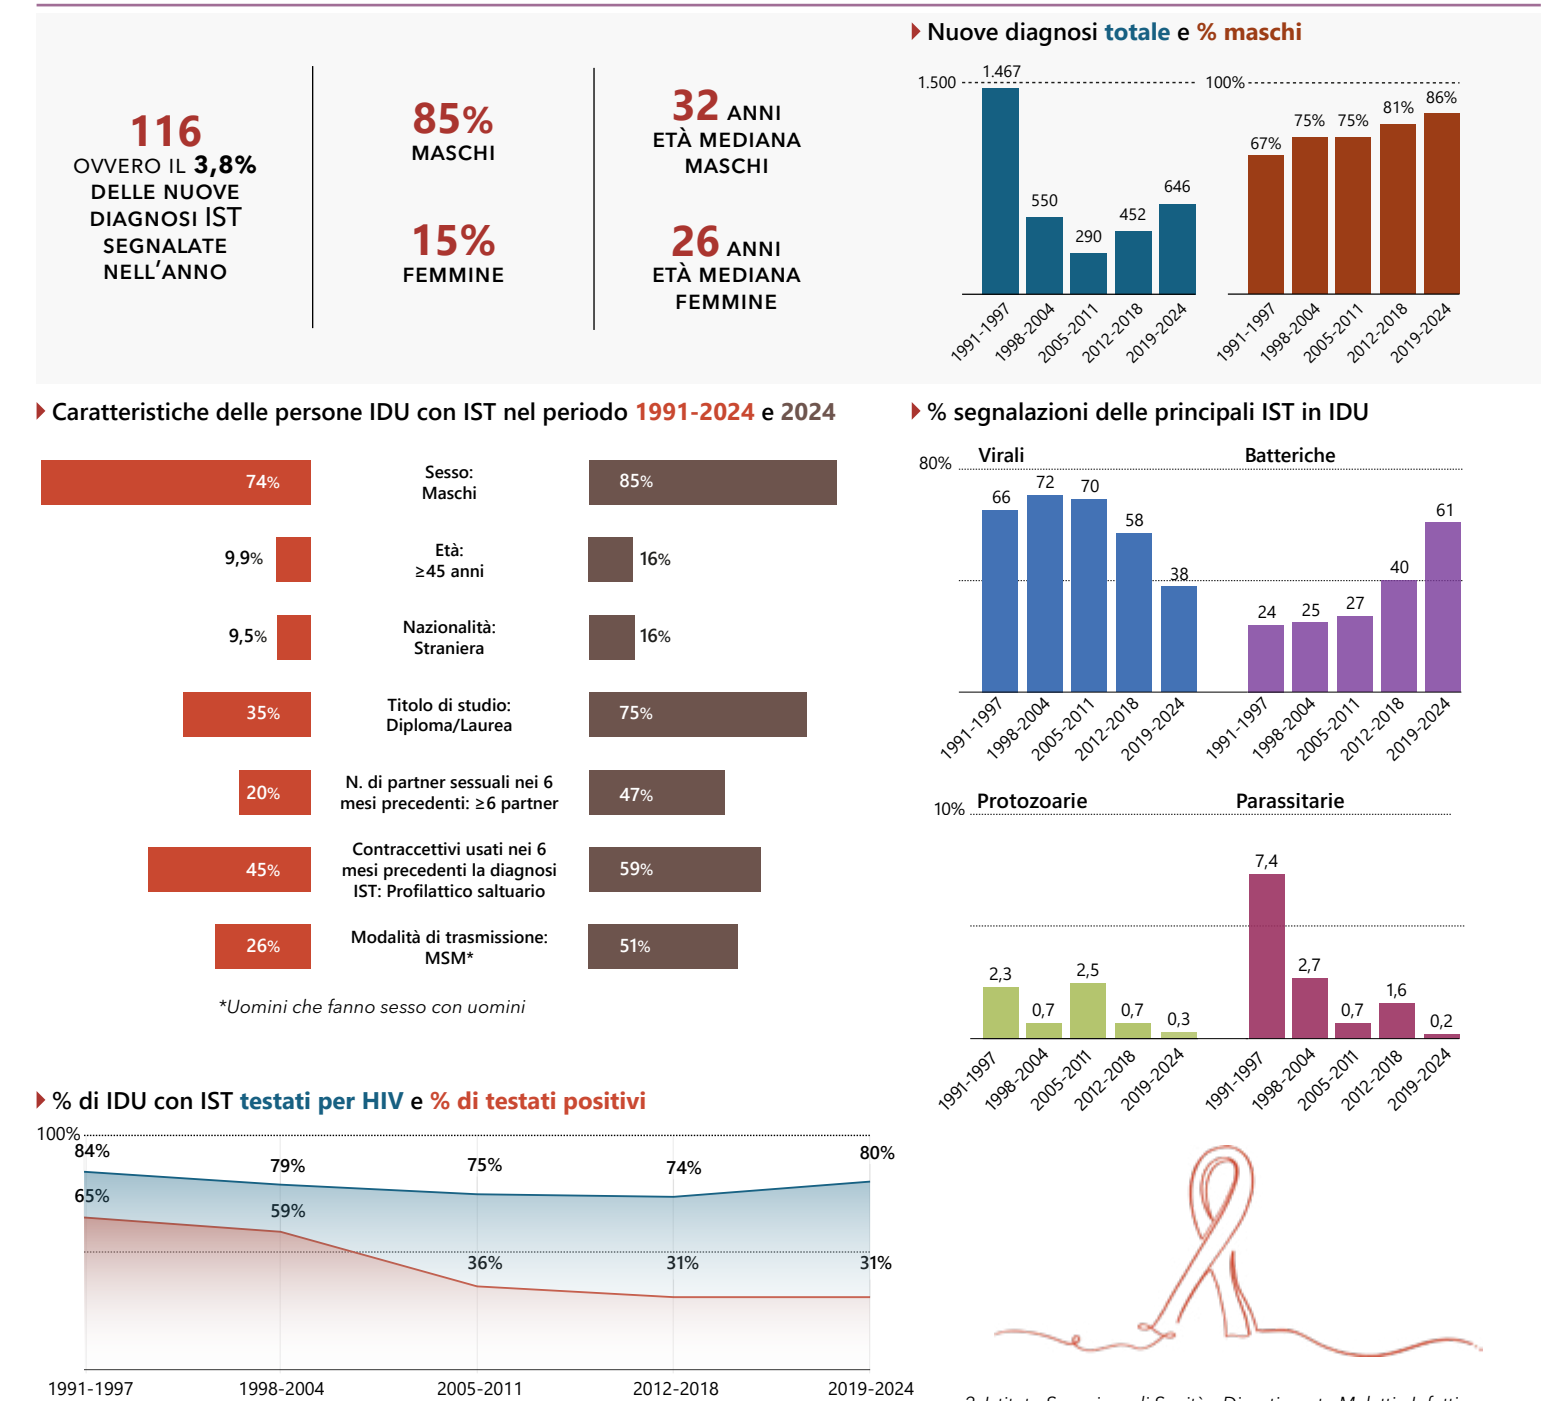 116
OVVERO IL 3,8%
DELLE NUOVE
DIAGNOSI IST
SEGNALATE
NELL'ANNO
85%
MASCHI
15%
FEMMINE
32 ANNI
ETÀ MEDIANA
MASCHI
26 ANNI
ETÀ MEDIANA
FEMMINE
Nuove diagnosi totale e % maschi
1.500
1.467
550
290
452
646
1991-1997
1998-2004
2005-2011
2012-2018
2019-2024
100%
67%
75%
75%
81%
86%
1991-1997
1998-2004
2005-2011
2012-2018
2019-2024
Caratteristiche delle persone IDU con IST nel periodo 1991-2024 e 2024
74%
Sesso:
Maschi
85%
9,9%
Età:
≥45 anni
16%
9,5%
Nazionalità:
Straniera
16%
35%
Titolo di studio:
Diploma/Laurea
75%
20%
N. di partner sessuali nei 6
mesi precedenti: ≥6 partner
47%
45%
Contraccettivi usati nei 6
mesi precedenti la diagnosi
IST: Profilattico saltuario
59%
26%
Modalità di trasmissione:
MSM*
51%
*Uomini che fanno sesso con uomini
% segnalazioni delle principali IST in IDU
80%
Virali
66
72
70
58
38
1991-1997
1998-2004
2005-2011
2012-2018
2019-2024
Batteriche
24
25
27
40
61
1991-1997
1998-2004
2005-2011
2012-2018
2019-2024
10%
Protozoarie
2,3
0,7
2,5
0,7
0,3
1991-1997
1998-2004
2005-2011
2012-2018
2019-2024
Parassitarie
7,4
2,7
0,7
1,6
0,2
1991-1997
1998-2004
2005-2011
2012-2018
2019-2024
% di IDU con IST testati per HIV e % di testati positivi
100%
84%
79%
75%
74%
80%
65%
59%
36%
31%
31%
1991-1997
1998-2004
2005-2011
2012-2018
2019-2024